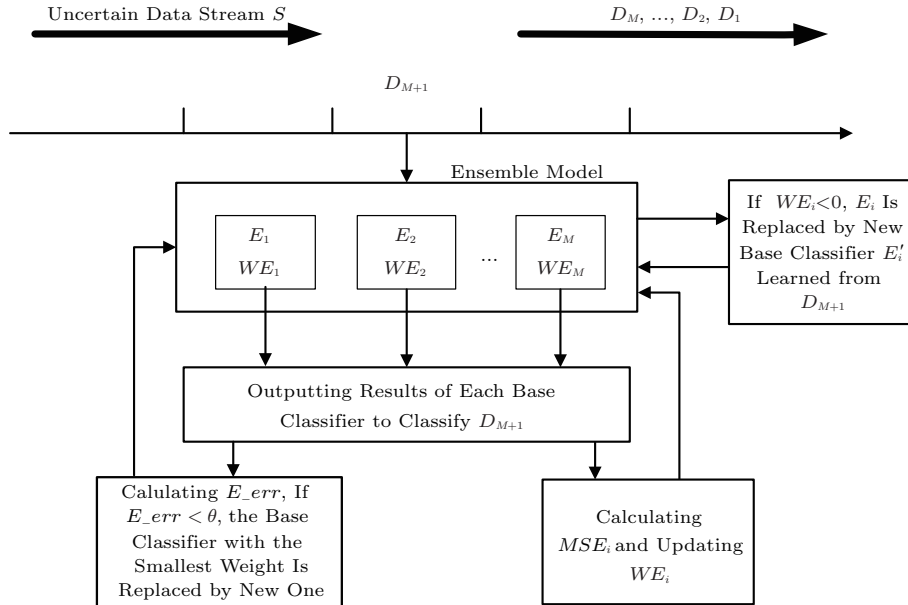 Uncertain Data Stream S
D_M, ..., D_2, D_1
D_{M+1}
Ensemble Model
E_1
WE_1
E_2
WE_2
...
E_M
WE_M
If WE_i<0, E_i Is
Replaced by New
Base Classifier E_i′
Learned from
D_{M+1}
Outputting Results of Each Base
Classifier to Classify D_{M+1}
Calulating E_err, If
E_err < θ, the Base
Classifier with the
Smallest Weight Is
Replaced by New One
Calculating
MSE_i and Updating
WE_i